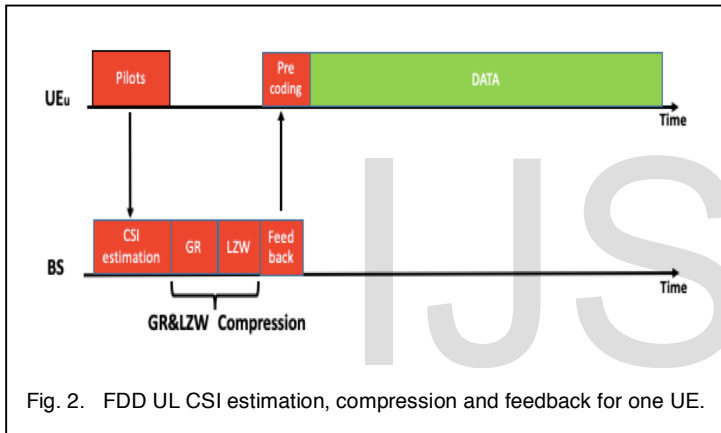 Pilots
Pre
coding
DATA
UEu
Time
CSI
estimation
GR
LZW
Feed
back
BS
Time
GR&LZW Compression
IJS
Fig. 2. FDD UL CSI estimation, compression and feedback for one UE.